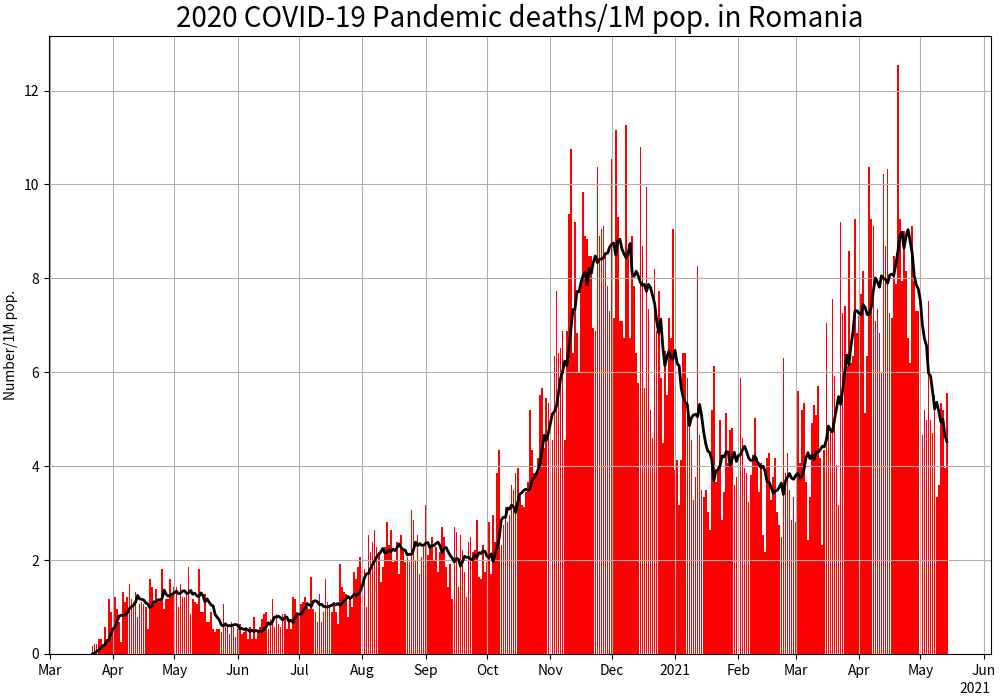 2020 COVID-19 Pandemic deaths/1M pop. in Romania
Number/1M pop.
12
10
8
6
4
2
0
Mar Apr May Jun Jul Aug Sep Oct Nov Dec 2021 Feb Mar Apr May Jun
2021